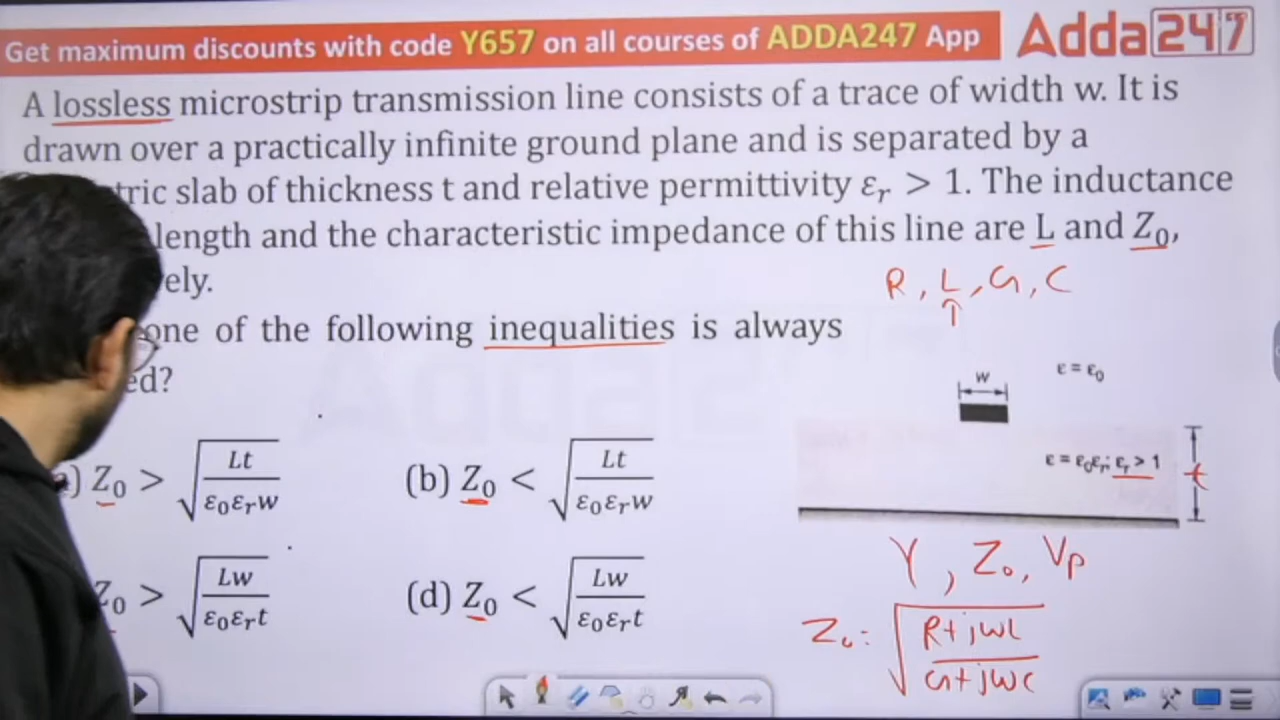 Get maximum discounts with code Y657 on all courses of ADDA247 App
Adda247
A lossless microstrip transmission line consists of a trace of width w. It is
drawn over a practically infinite ground plane and is separated by a
tric slab of thickness t and relative permittivity εᵣ > 1. The inductance
length and the characteristic impedance of this line are L and Z₀,
ely.
R, L, G, C
↑
one of the following inequalities is always
ed?
w
ε = ε₀
) Z₀ > √(Lt / ε₀εᵣw)
(b) Z₀ < √(Lt / ε₀εᵣw)
ε = ε₀εᵣ; εᵣ > 1
t
Z₀ > √(Lw / ε₀εᵣt)
(d) Z₀ < √(Lw / ε₀εᵣt)
γ, Z₀, Vp
Z₀ = √(R+jωL / G+jωC)